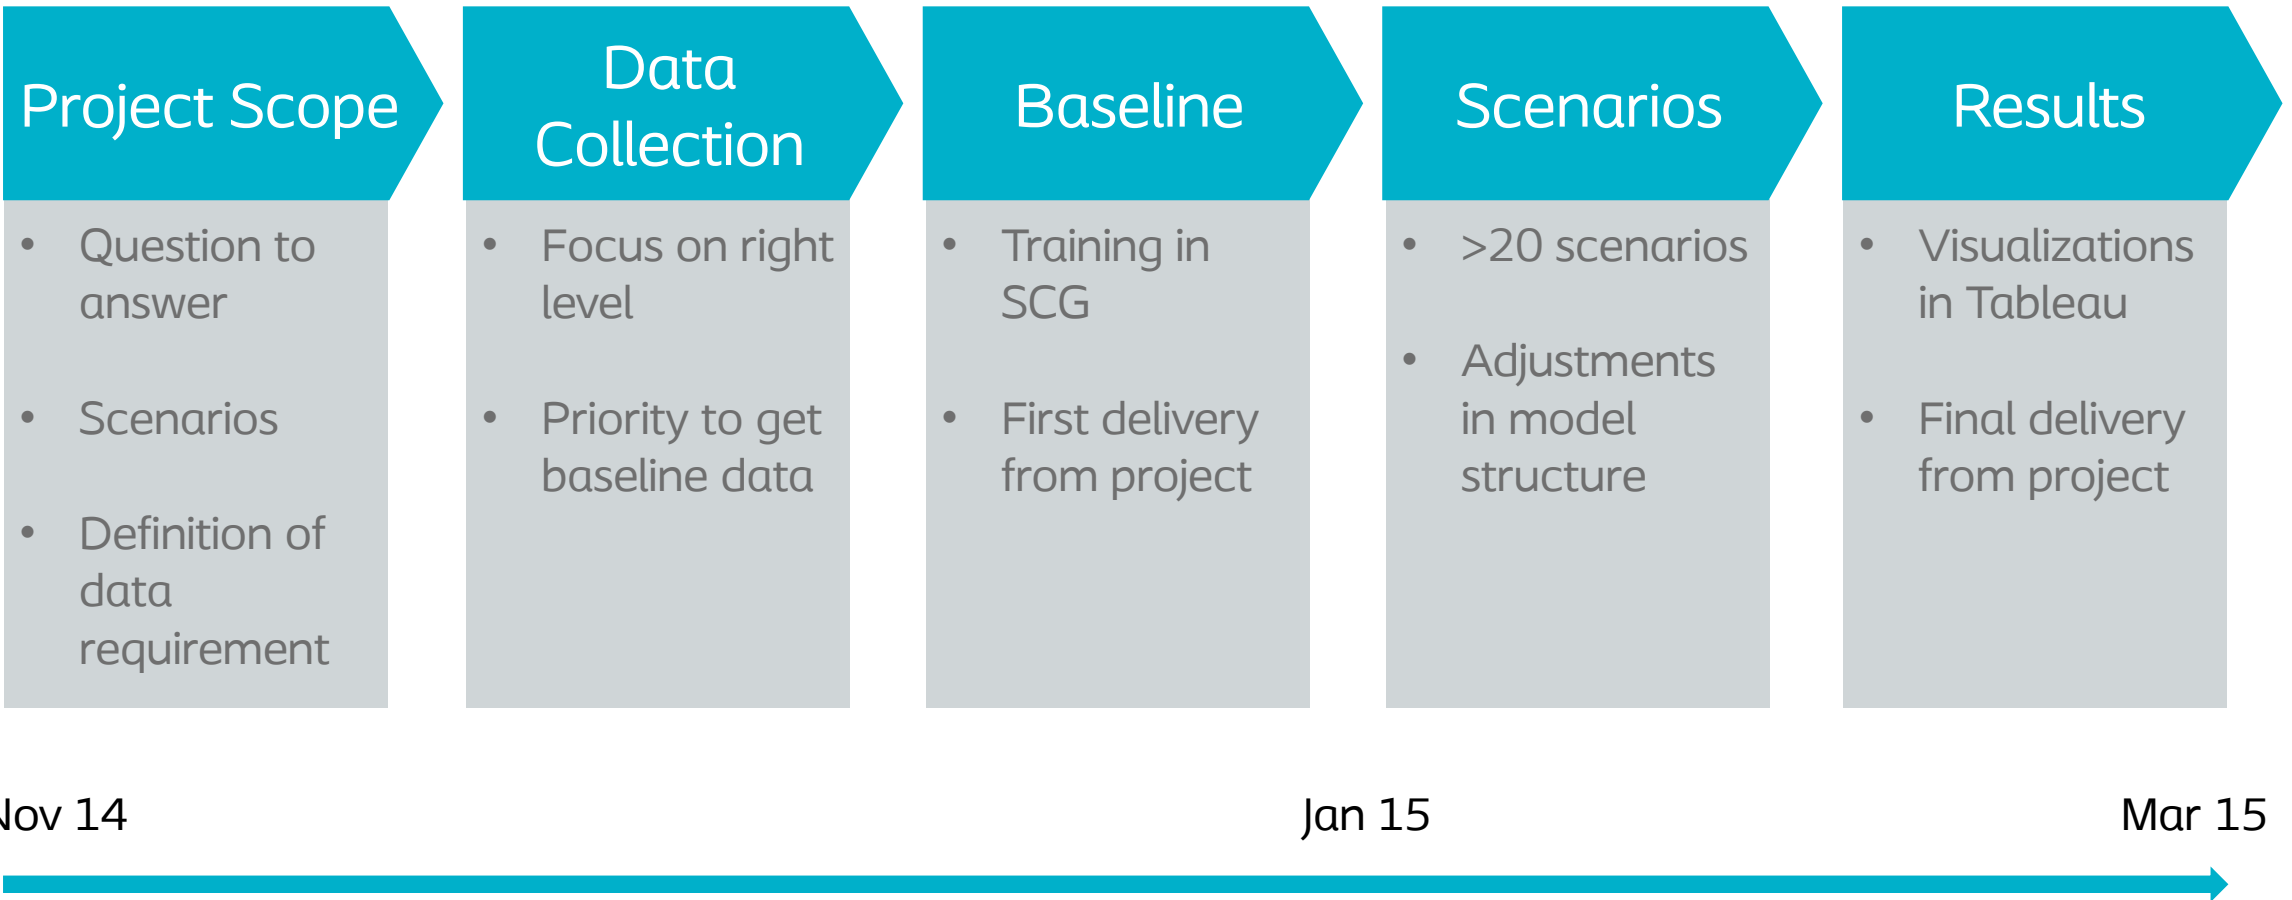 Project Scope
Data
Collection
Baseline
Scenarios
Results
• Question to
answer
• Scenarios
• Definition of
data
requirement
• Focus on right
level
• Priority to get
baseline data
• Training in
SCG
• First delivery
from project
• >20 scenarios
• Adjustments
in model
structure
• Visualizations
in Tableau
• Final delivery
from project
Nov 14
Jan 15
Mar 15